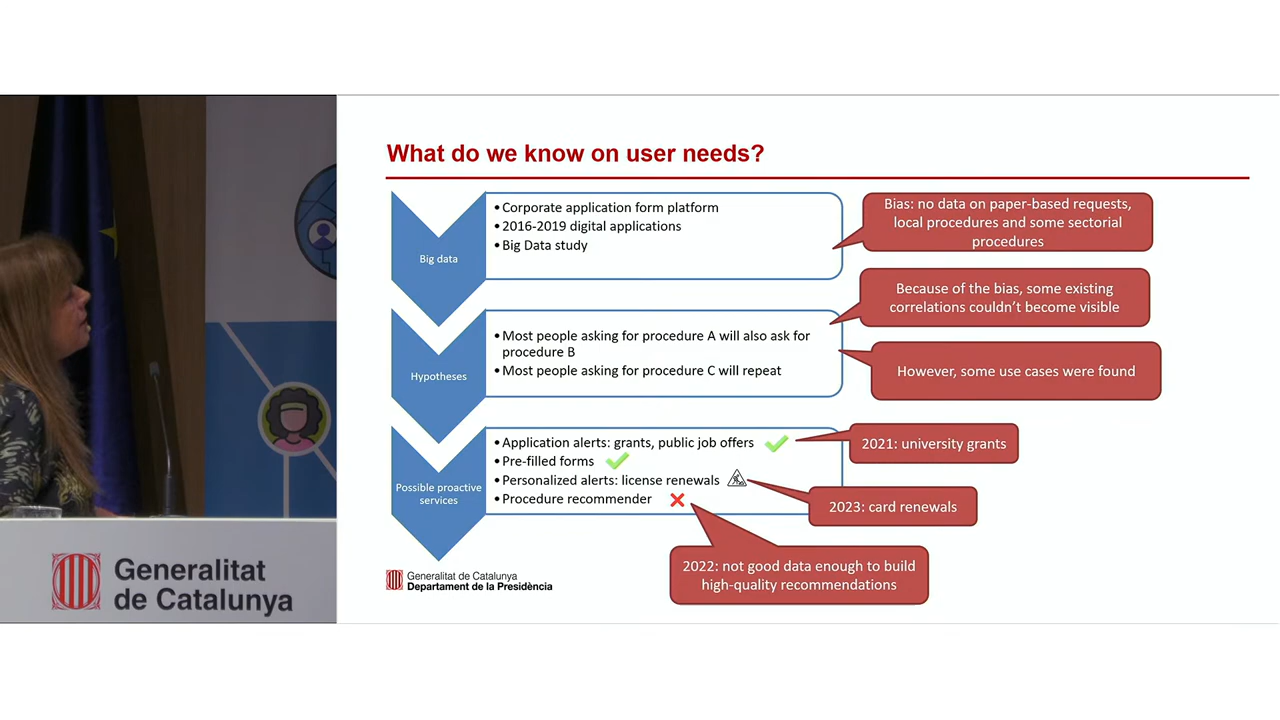 What do we know on user needs?
Big data
• Corporate application form platform
• 2016-2019 digital applications
• Big Data study
Bias: no data on paper-based requests,
local procedures and some sectorial
procedures
Because of the bias, some existing
correlations couldn't become visible
Hypotheses
• Most people asking for procedure A will also ask for
procedure B
• Most people asking for procedure C will repeat
However, some use cases were found
Possible proactive
services
• Application alerts: grants, public job offers
• Pre-filled forms
• Personalized alerts: license renewals
• Procedure recommender
2021: university grants
2023: card renewals
2022: not good data enough to build
high-quality recommendations
Generalitat de Catalunya
Departament de la Presidència
Generalitat
de Catalunya